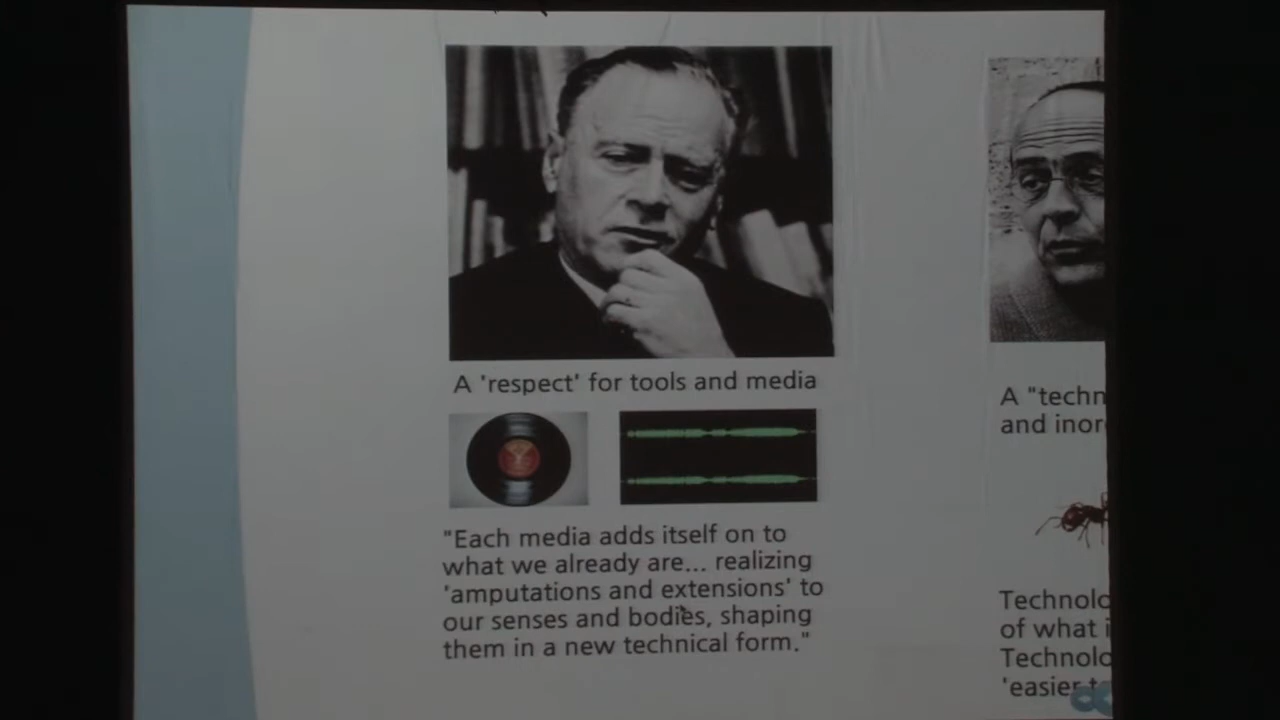 A 'respect' for tools and media
"Each media adds itself on to
what we already are... realizing
'amputations and extensions' to
our senses and bodies, shaping
them in a new technical form."
A "techn
and inor
Technolo
of what i
Technolo
'easier